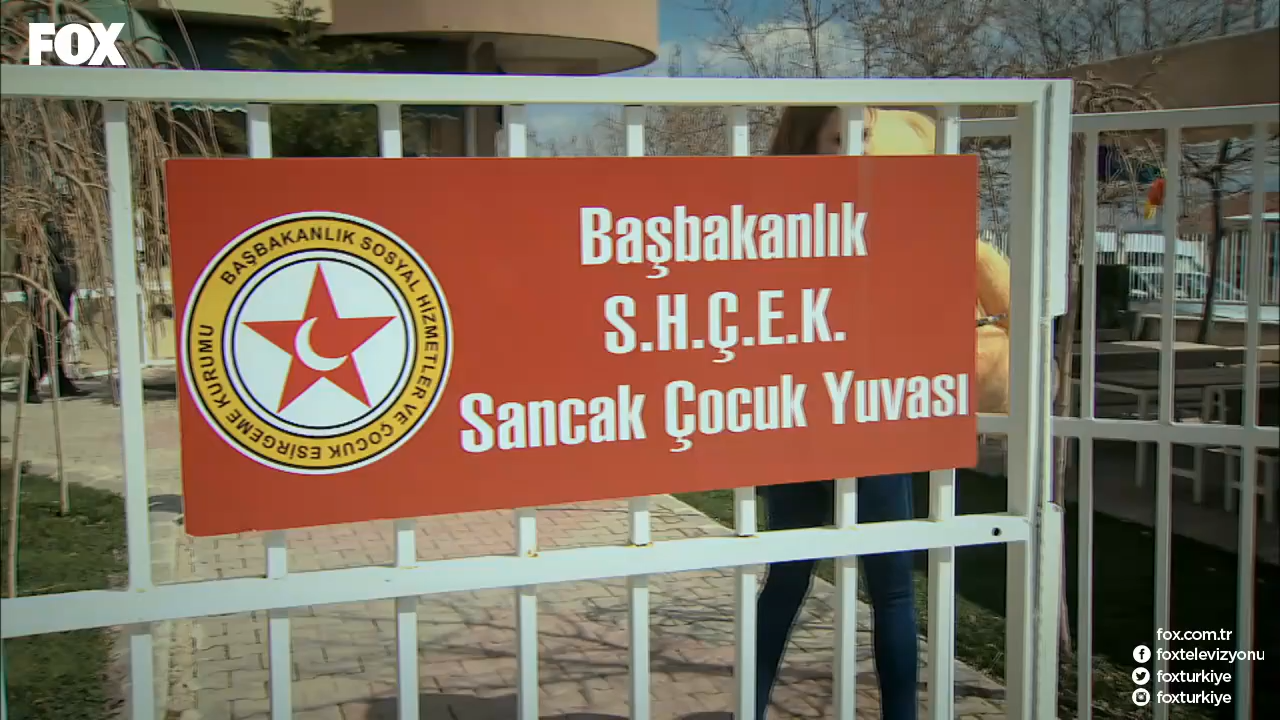 FOX
BAŞBAKANLIK SOSYAL HİZMETLER VE ÇOCUK ESİRGEME KURUMU
Başbakanlık
S.H.Ç.E.K.
Sancak Çocuk Yuvası
fox.com.tr
foxtelevizyonu
foxturkiye
foxturkiye